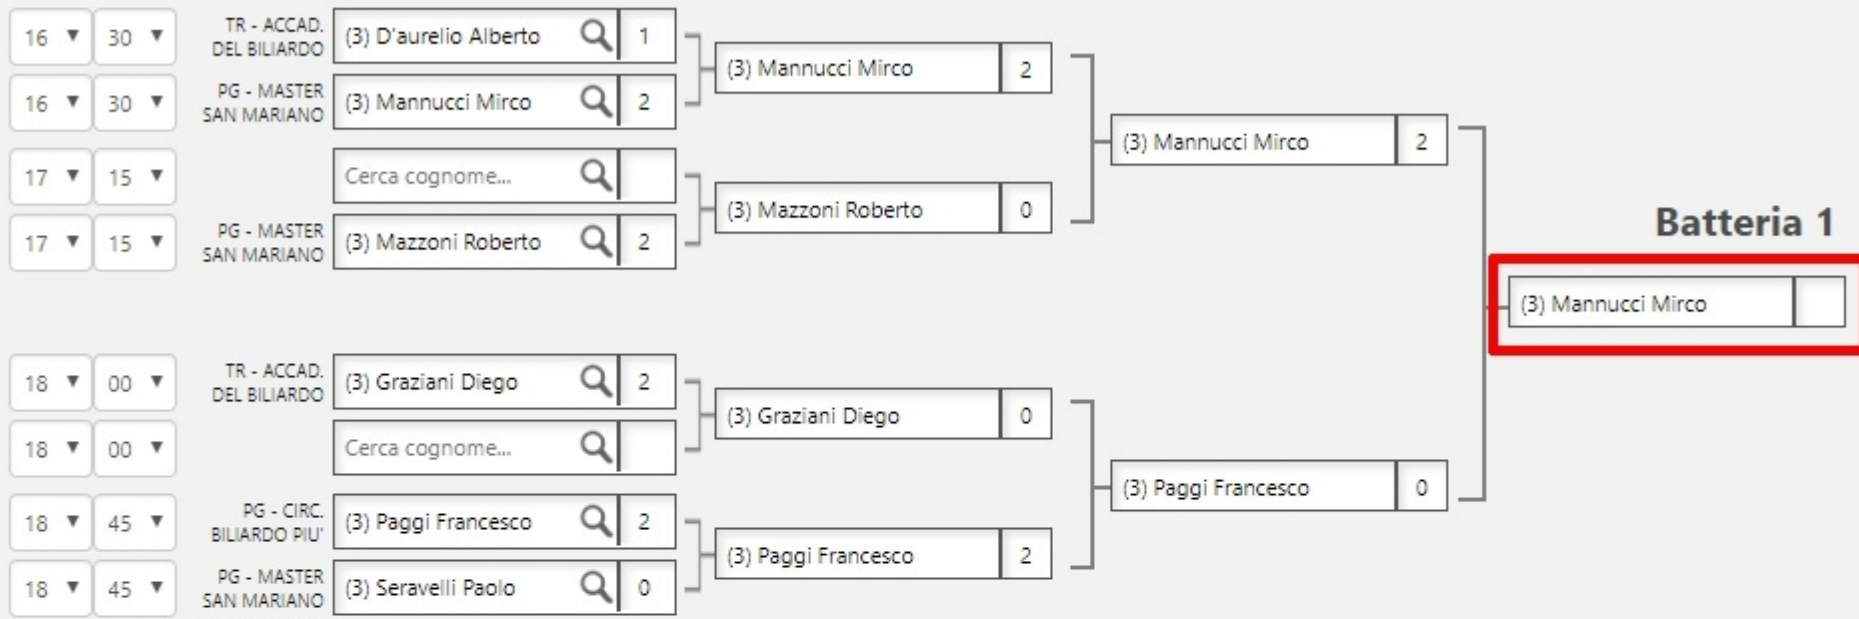 16 ▼ 30 ▼ TR - ACCAD. DEL BILIARDO (3) D'aurelio Alberto 1
(3) Mannucci Mirco 2
16 ▼ 30 ▼ PG - MASTER SAN MARIANO (3) Mannucci Mirco 2
(3) Mannucci Mirco 2
17 ▼ 15 ▼ Cerca cognome...
(3) Mazzoni Roberto 0
17 ▼ 15 ▼ PG - MASTER SAN MARIANO (3) Mazzoni Roberto 2
Batteria 1
(3) Mannucci Mirco
18 ▼ 00 ▼ TR - ACCAD. DEL BILIARDO (3) Graziani Diego 2
(3) Graziani Diego 0
18 ▼ 00 ▼ Cerca cognome...
(3) Paggi Francesco 0
18 ▼ 45 ▼ PG - CIRC. BILIARDO PIU' (3) Paggi Francesco 2
(3) Paggi Francesco 2
18 ▼ 45 ▼ PG - MASTER SAN MARIANO (3) Seravelli Paolo 0